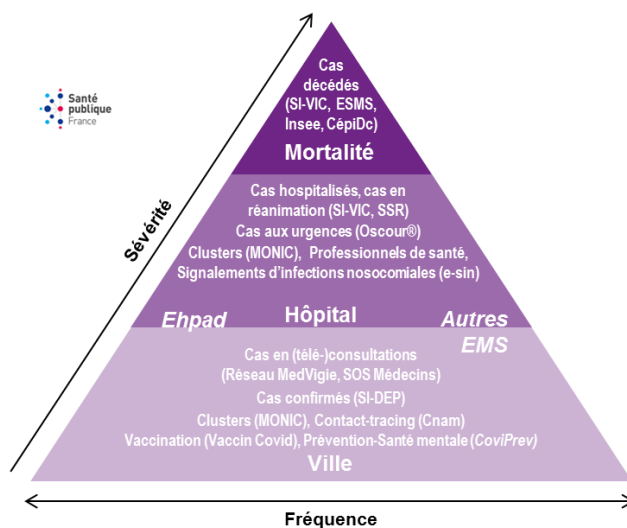 Santé
publique
France
Cas
décédés
(SI-VIC, ESMS,
Insee, CépiDc)
Mortalité
Sévérité
Cas hospitalisés, cas en
réanimation (SI-VIC, SSR)
Cas aux urgences (Oscour®)
Clusters (MONIC), Professionnels de santé,
Signalements d'infections nosocomiales (e-sin)
Ehpad
Hôpital
Autres
EMS
Cas en (télé-)consultations
(Réseau MedVigie, SOS Médecins)
Cas confirmés (SI-DEP)
Clusters (MONIC), Contact-tracing (Cnam)
Vaccination (Vaccin Covid), Prévention-Santé mentale (CoviPrev)
Ville
Fréquence